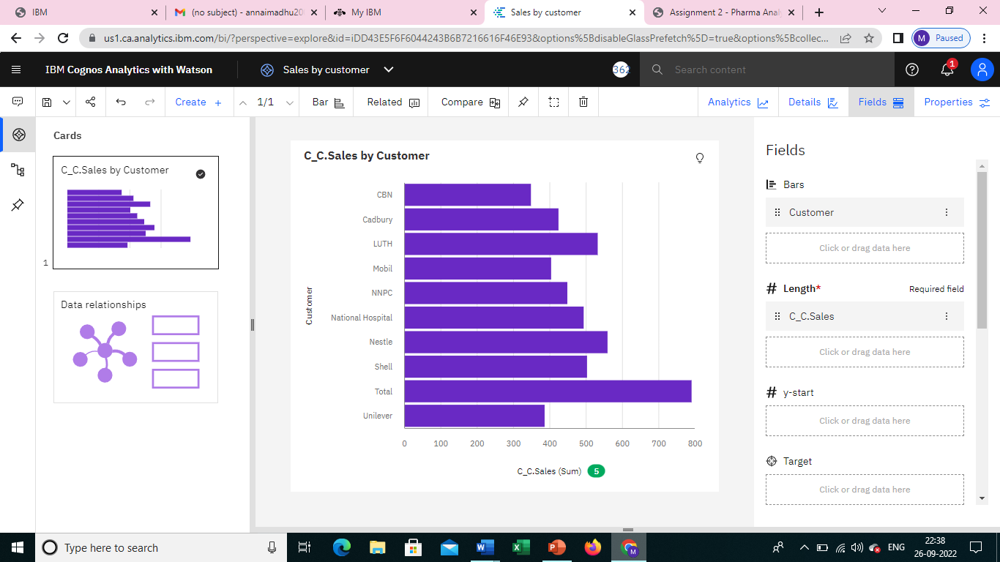 IBM
(no subject) - annaimadhu20
My IBM
Sales by customer
Assignment 2 - Pharma Anal
us1.ca.analytics.ibm.com/bi/?perspective=explore&id=iDD43E5F6F6044243B6B7216616F46E93&options%5BdisableGlassPrefetch%5D=true&options%5Bcollec...
M Paused
IBM Cognos Analytics with Watson
Sales by customer
362
Search content
1
Create +
1/1
Bar
Related
Compare
Analytics
Details
Fields
Properties
Cards
C_C.Sales by Customer
1
Data relationships
C_C.Sales by Customer
Customer
CBN
Cadbury
LUTH
Mobil
NNPC
National Hospital
Nestle
Shell
Total
Unilever
0 100 200 300 400 500 600 700 800
C_C.Sales (Sum) 5
Fields
Bars
Customer
Click or drag data here
# Length* Required field
C_C.Sales
Click or drag data here
# y-start
Click or drag data here
Target
Click or drag data here
Type here to search
ENG
22:38
26-09-2022